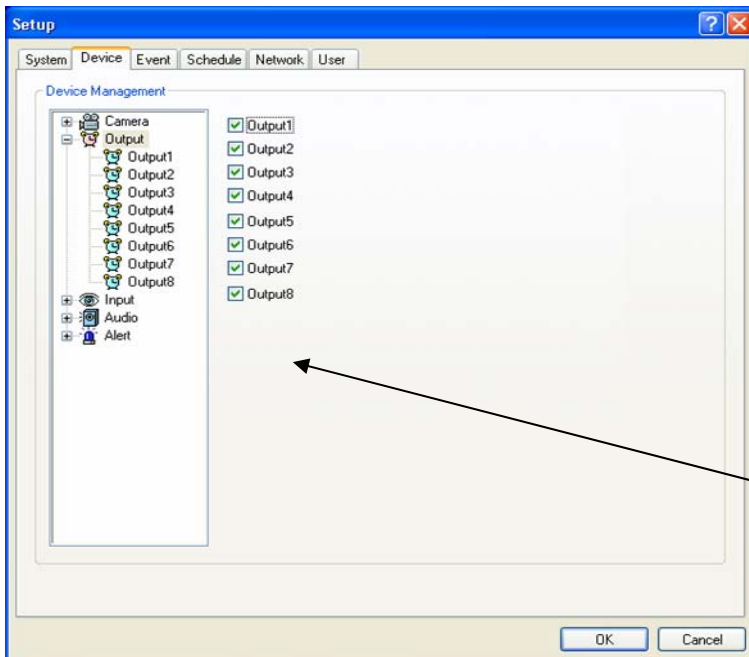 Setup
System Device Event Schedule Network User
Device Management
Camera
Output
Output1
Output2
Output3
Output4
Output5
Output6
Output7
Output8
Input
Audio
Alert
Output1
Output2
Output3
Output4
Output5
Output6
Output7
Output8
OK Cancel